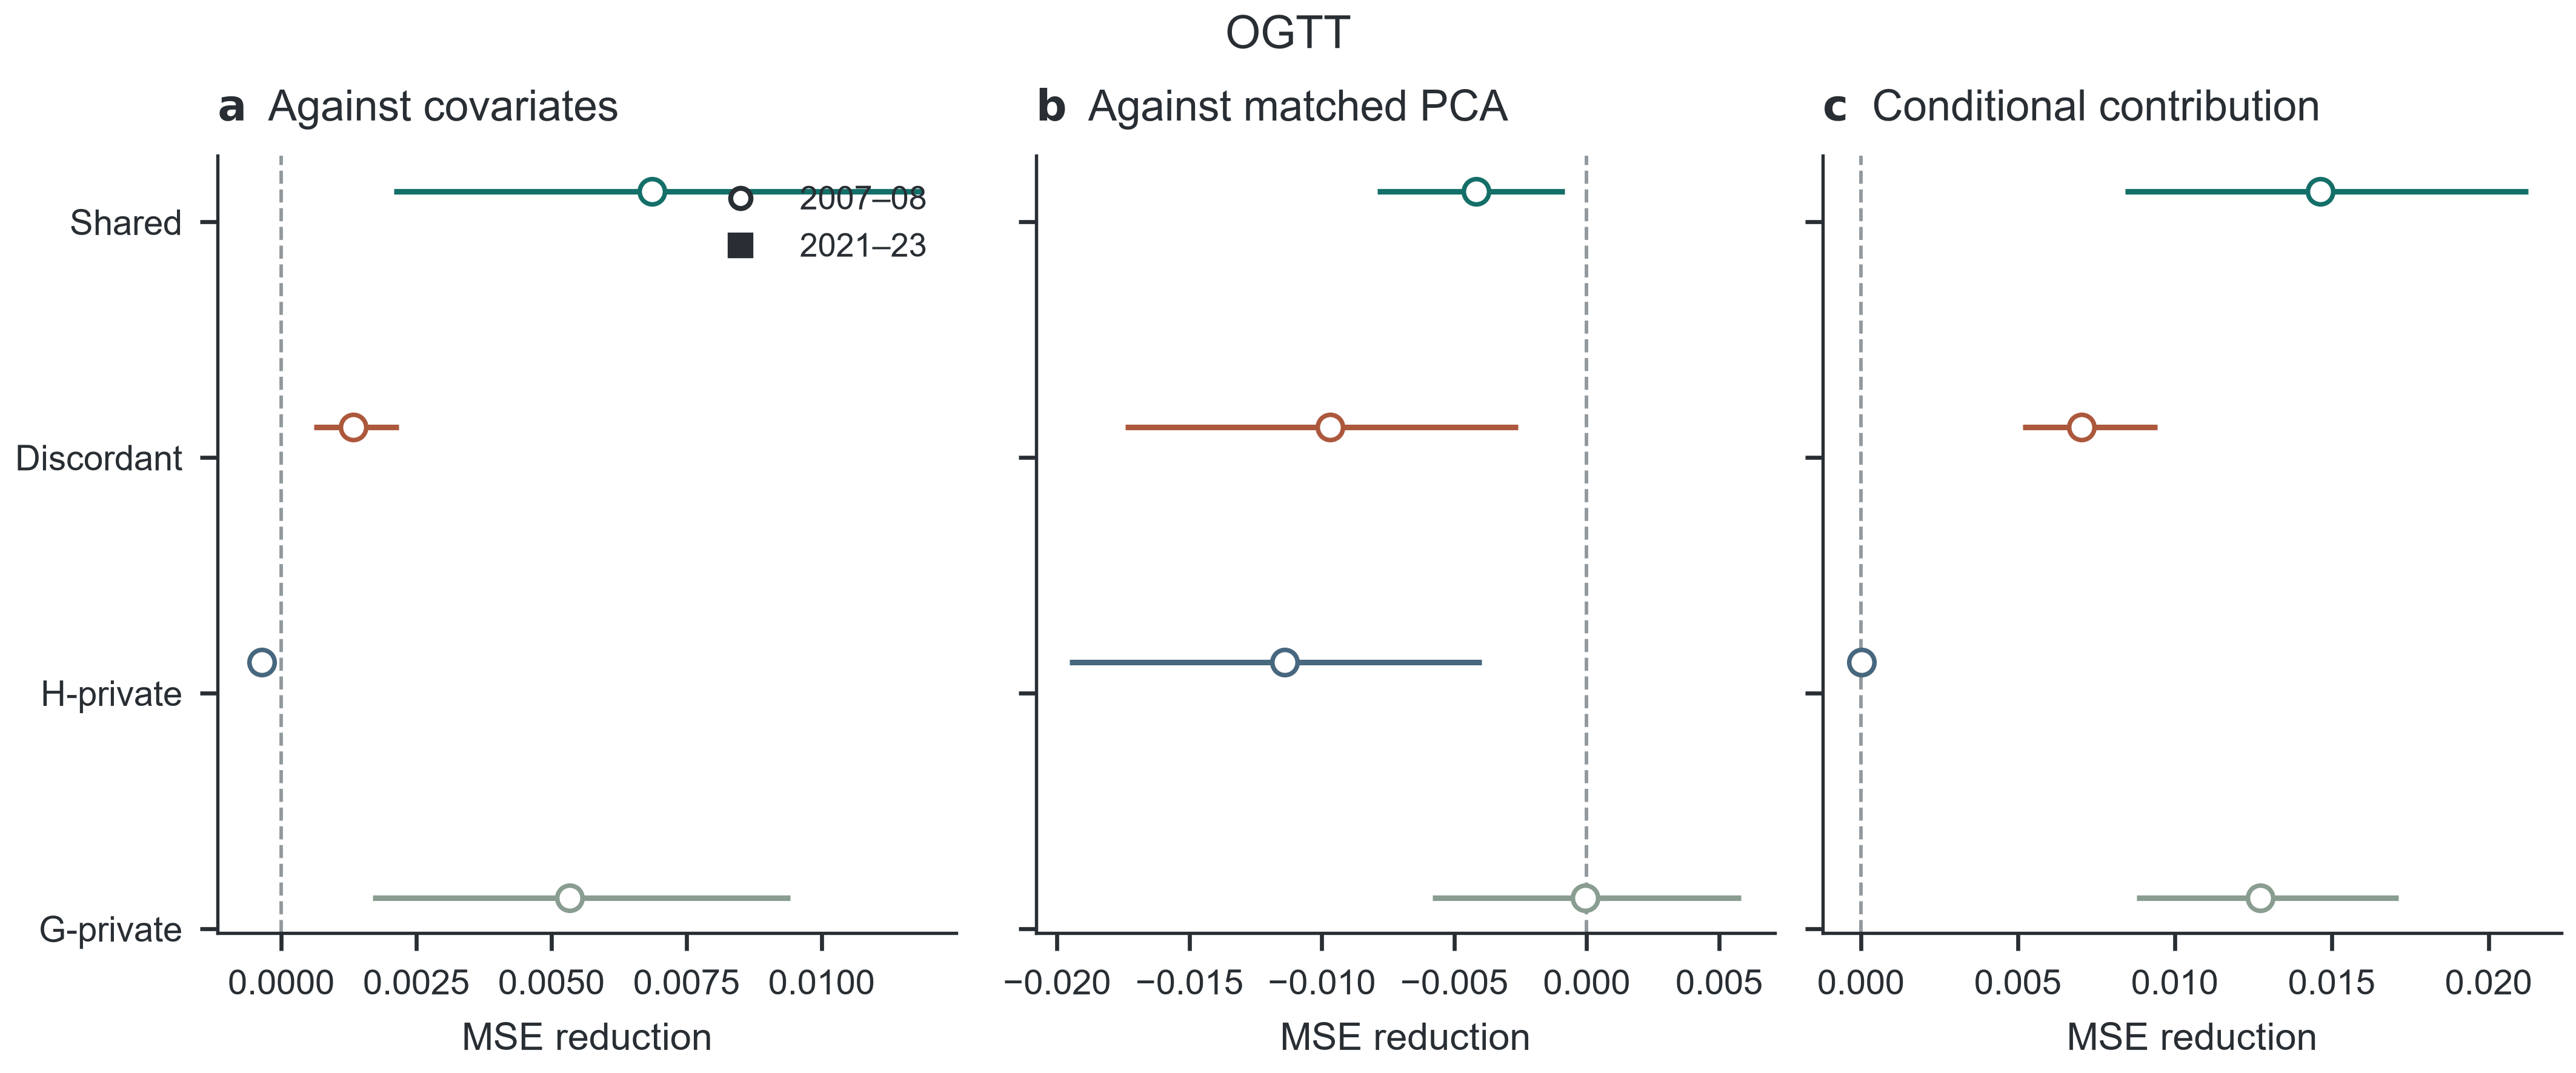 OGTT
a Against covariates
b Against matched PCA
c Conditional contribution
2007–08
2021–23
Shared
Discordant
H-private
G-private
0.0000 0.0025 0.0050 0.0075 0.0100
MSE reduction
−0.020 −0.015 −0.010 −0.005 0.000 0.005
MSE reduction
0.000 0.005 0.010 0.015 0.020
MSE reduction